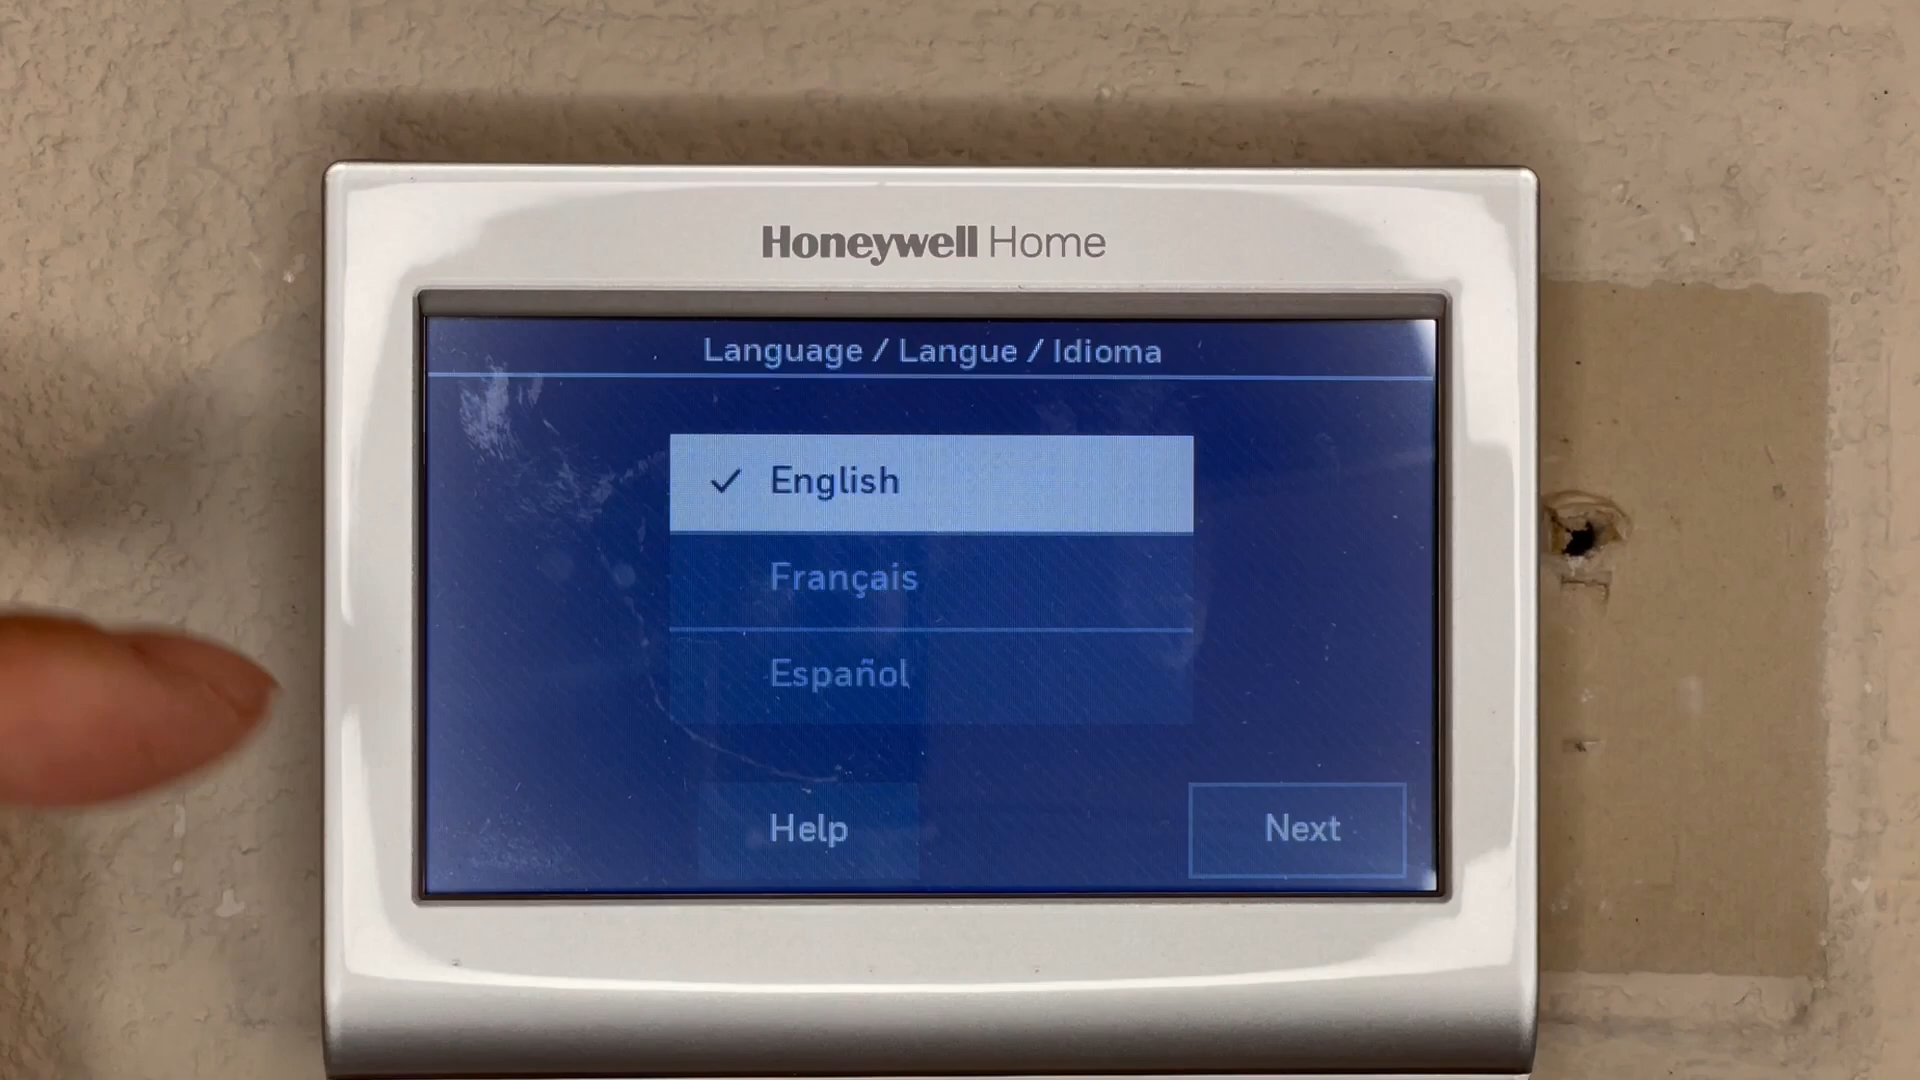 Honeywell Home
Language / Langue / Idioma
✓ English
Français
Español
Help
Next